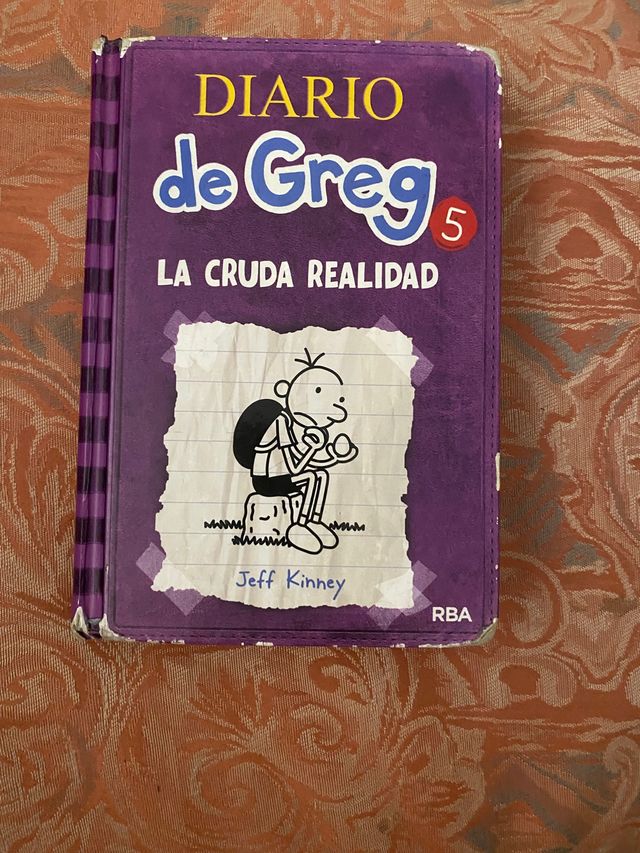 DIARIO
de Greg
5
LA CRUDA REALIDAD
Jeff Kinney
RBA